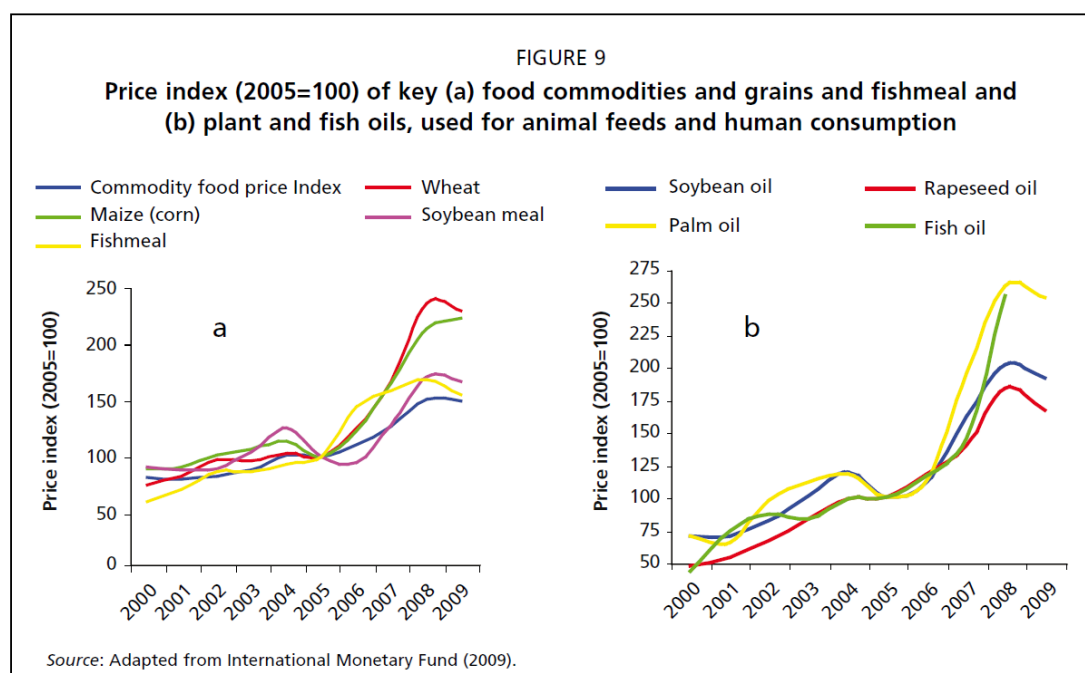 FIGURE 9
Price index (2005=100) of key (a) food commodities and grains and fishmeal and
(b) plant and fish oils, used for animal feeds and human consumption
Commodity food price Index
Wheat
Maize (corn)
Soybean meal
Fishmeal
Price index (2005=100)
250
200
150
100
50
0
a
2000
2001
2002
2003
2004
2005
2006
2007
2008
2009
Soybean oil
Rapeseed oil
Palm oil
Fish oil
Price index (2005=100)
275
250
225
200
175
150
125
100
75
50
b
2000
2001
2002
2003
2004
2005
2006
2007
2008
2009
Source: Adapted from International Monetary Fund (2009).